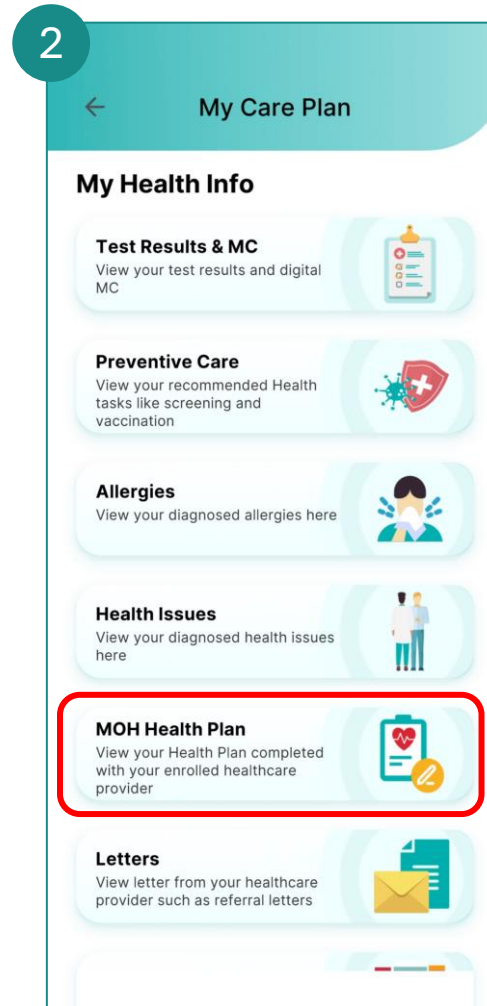 2
My Care Plan
My Health Info
Test Results & MC
View your test results and digital
MC
Preventive Care
View your recommended Health
tasks like screening and
vaccination
Allergies
View your diagnosed allergies here
Health Issues
View your diagnosed health issues
here
MOH Health Plan
View your Health Plan completed
with your enrolled healthcare
provider
Letters
View letter from your healthcare
provider such as referral letters